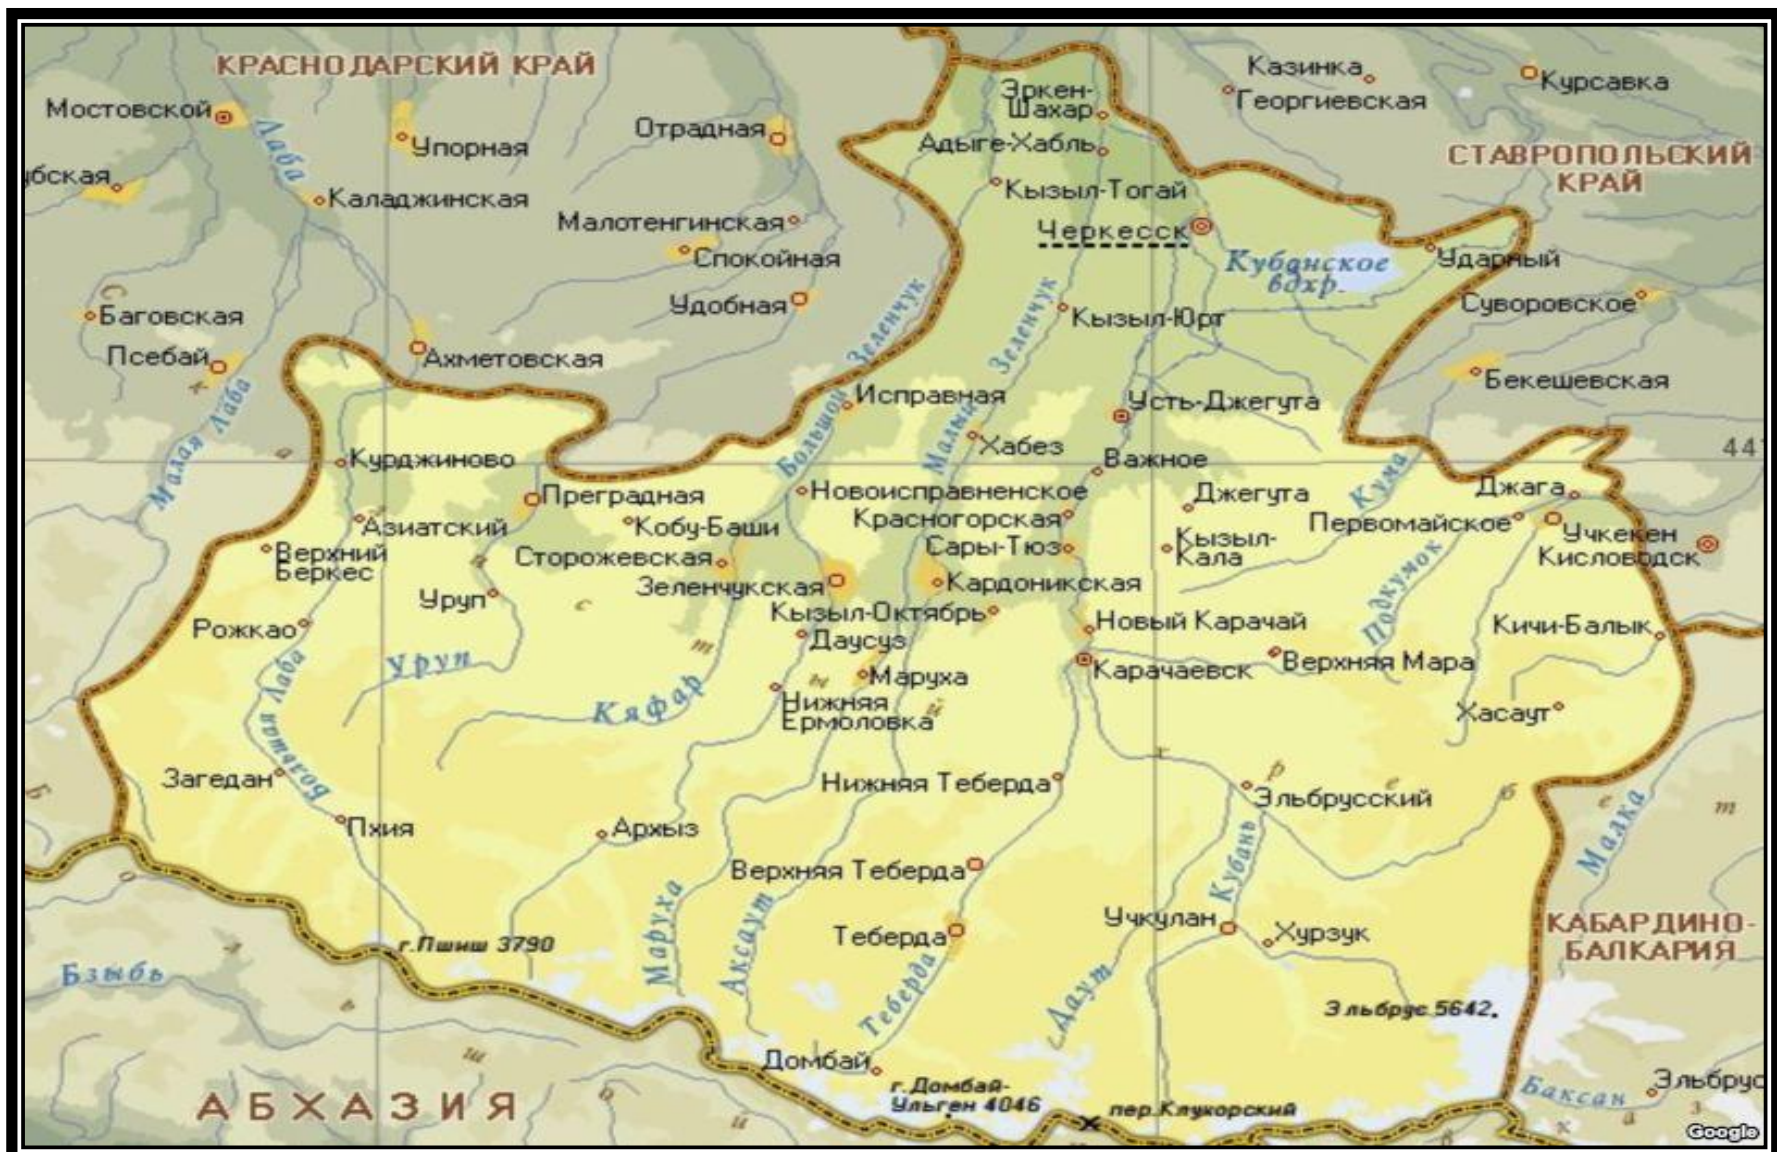 КРАСНОДАРСКИЙ КРАЙ
Казинка
Курсавка
Эркен-
Шахар
Георгиевская
Мостовской
Лаба
Упорная
Отрадная
Адыге-Хабль
СТАВРОПОЛЬСКИЙ
КРАЙ
убская
Каладжинская
Кызыл-Тогай
Малотенгинская
Черкесск
Спокойная
Кубанское
вдхр.
Ударный
Удобная
Суворовское
Баговская
Кызыл-Юрт
Псебай
Ахметовская
Бекешевская
Исправная
Усть-Джегута
Большой Зеленчук
Малый Зеленчук
Малая Лаба
Хабез
44°
Курджиново
Важное
Кума
Преградная
Новоисправненское
Джегута
Джага
Азиатский
Кобу-Баши
Красногорская
Первомайское
Учкекен
Верхний
Беркес
Сторожевская
Сары-Тюз
Кызыл-
Кала
Кисловодск
Зеленчукская
Кардоникская
Подкумок
Уруп
Кызыл-Октябрь
Рожкао
Даусуз
Новый Карачай
Кичи-Балык
Уруп
Маруха
Карачаевск
Верхняя Мара
Большая Лаба
Кяфар
Нижняя
Ермоловка
Хасаут
Загедан
Нижняя Теберда
Эльбрусский
Пхия
Архыз
Малка
Кубань
Верхняя Теберда
Маруха
Аксаут
Учкулан
Хурзук
КАБАРДИНО-
БАЛКАРИЯ
г.Пшиш 3790
Теберда
Бзыбь
Теберда
Даут
Эльбрус 5642
Домбай
г.Домбай-
Ульген 4046
пер.Клухорский
АБХАЗИЯ
Баксан
Эльбрус
Google